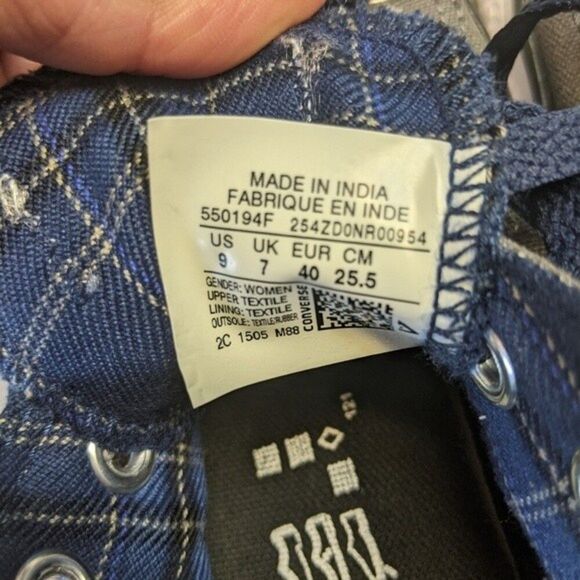 MADE IN INDIA
FABRIQUE EN INDE
550194F 254ZD0NR00954
US UK EUR CM
9 7 40 25.5
GENDER: WOMEN
UPPER TEXTILE
LINING: TEXTILE
OUTSOLE: TEXTILE/RUBBER
2C 1505 M88
CONVERSE